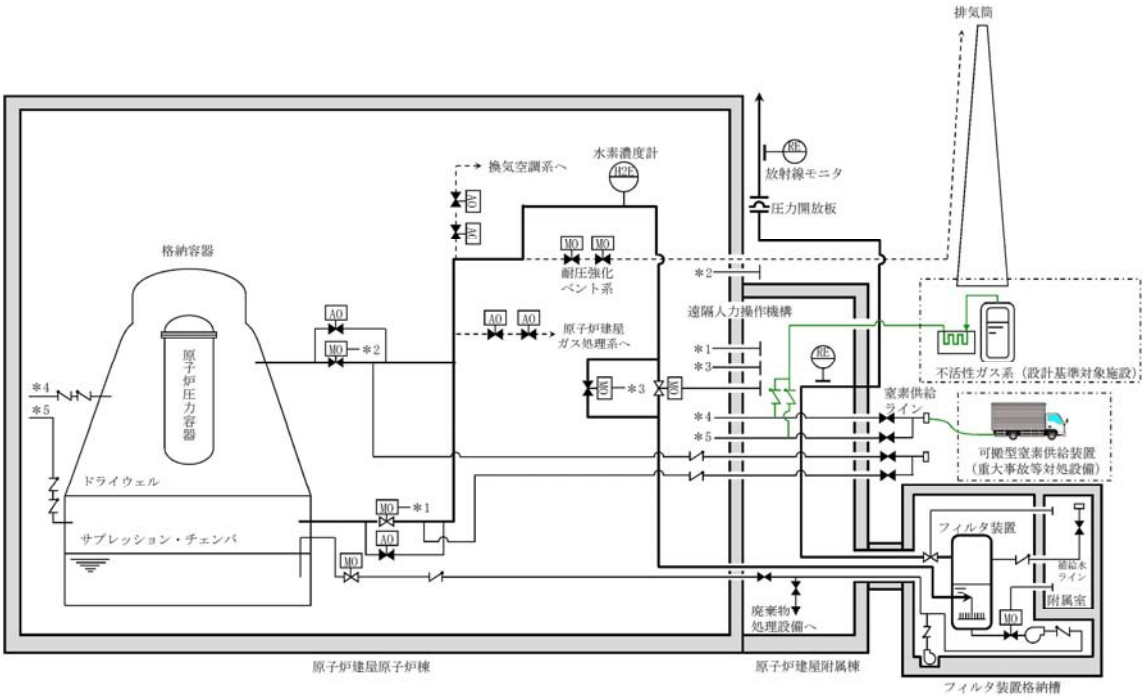 排気筒
換気空調系へ
水素濃度計
H2E
RE
放射線モニタ
圧力開放板
AO
AO
格納容器
MO
MO
耐圧強化
ベント系
*2
遠隔人力操作機構
AO
AO
AO
原子炉建屋
ガス処理系へ
MO
*2
*1
*3
RE
不活性ガス系（設計基準対象施設）
原子炉圧力容器
MO
*3
MO
*4
*5
*4
*5
窒素供給
ライン
可搬型窒素供給装置
（重大事故等対処設備）
ドライウェル
MO
*1
サプレッション・チェンバ
AO
MO
フィルタ装置
補給水
ライン
附属室
MO
廃棄物
処理設備へ
原子炉建屋原子炉棟
原子炉建屋附属棟
フィルタ装置格納槽